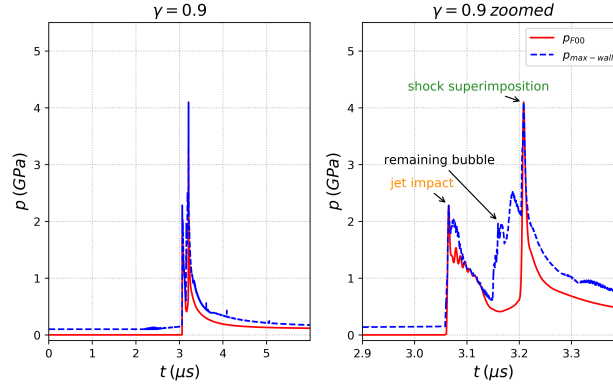 γ = 0.9
p (GPa)
5
4
3
2
1
0
0 1 2 3 4 5
t (μs)
γ = 0.9 zoomed
p_F00
p_max−wall
shock superimposition
remaining bubble
jet impact
5
4
3
2
1
0
2.9 3.0 3.1 3.2 3.3
p (GPa)
t (μs)